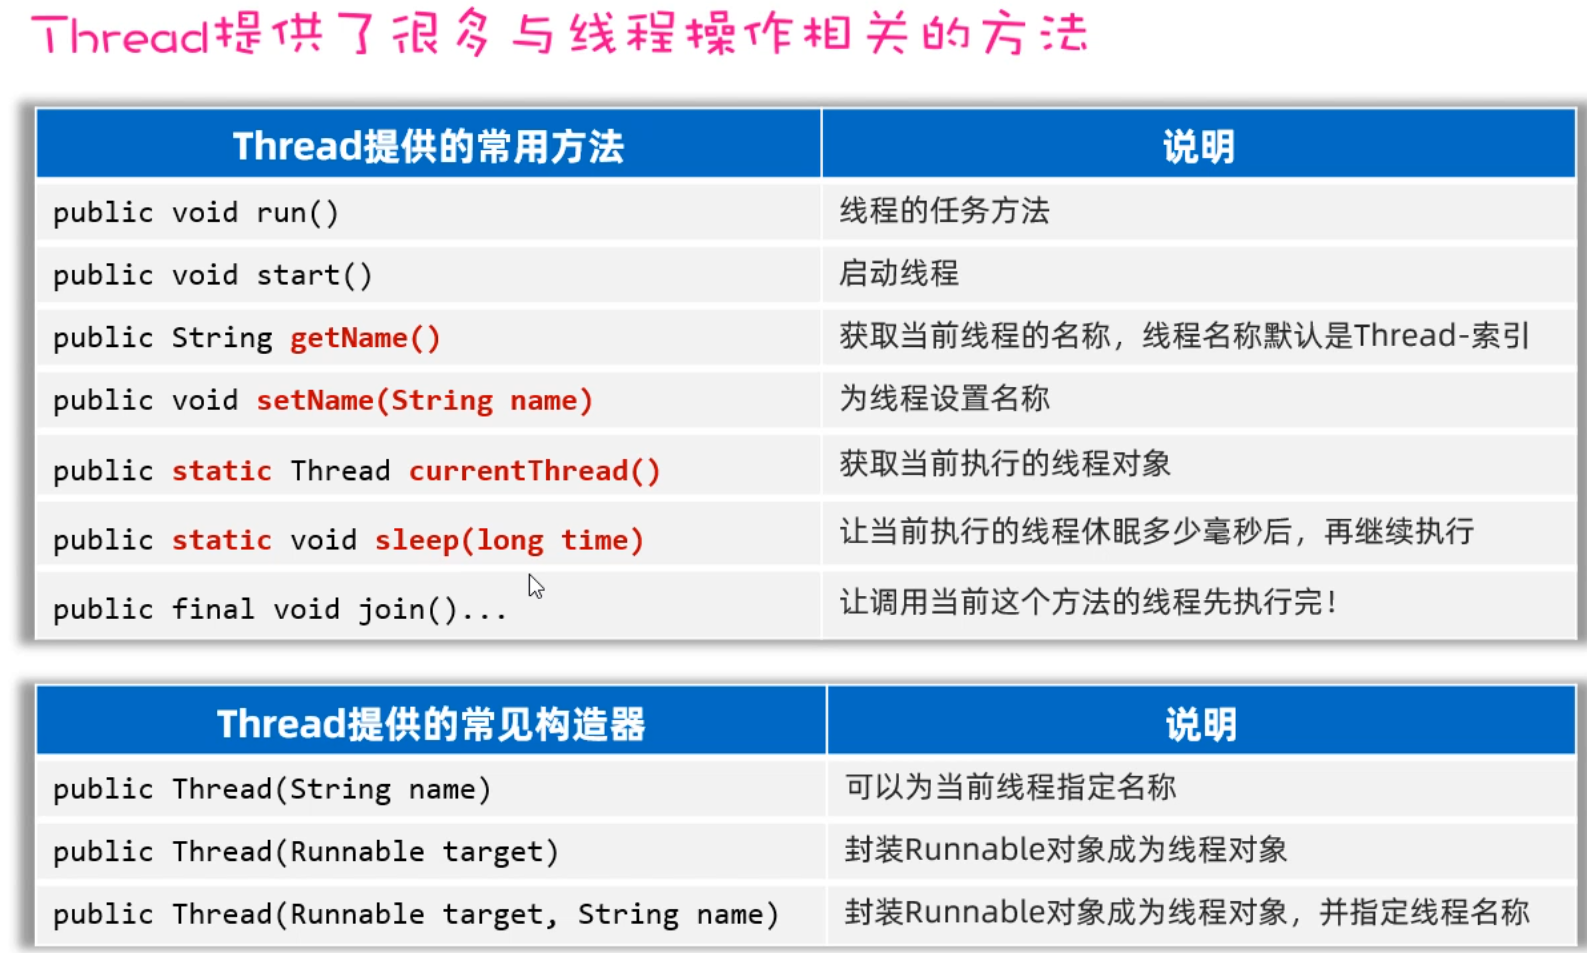 Thread提供了很多与线程操作相关的方法
Thread提供的常用方法 说明
public void run() 线程的任务方法
public void start() 启动线程
public String getName() 获取当前线程的名称，线程名称默认是Thread-索引
public void setName(String name) 为线程设置名称
public static Thread currentThread() 获取当前执行的线程对象
public static void sleep(long time) 让当前执行的线程休眠多少毫秒后，再继续执行
public final void join()... 让调用当前这个方法的线程先执行完！
Thread提供的常见构造器 说明
public Thread(String name) 可以为当前线程指定名称
public Thread(Runnable target) 封装Runnable对象成为线程对象
public Thread(Runnable target, String name) 封装Runnable对象成为线程对象，并指定线程名称